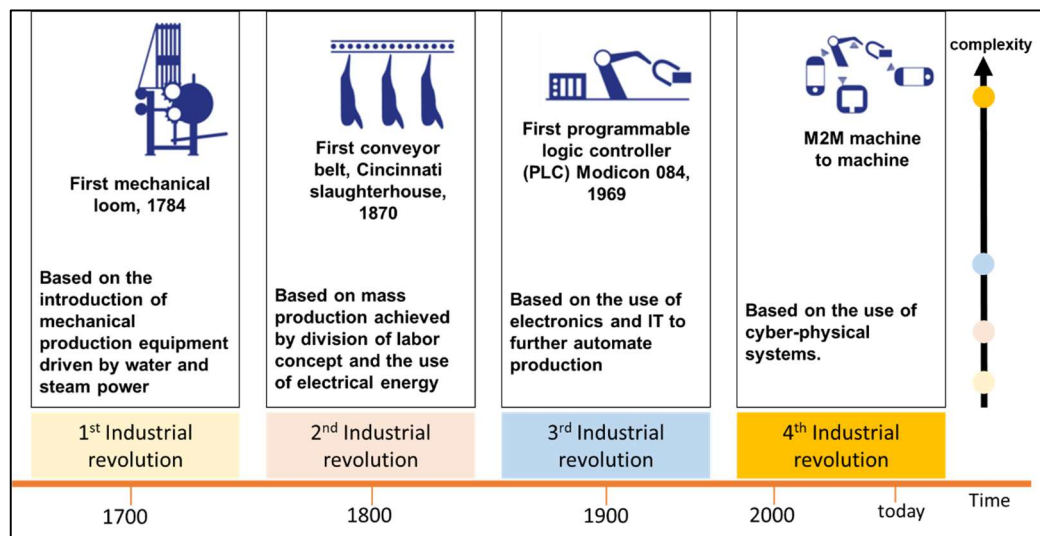 First mechanical
loom, 1784
Based on the
introduction of
mechanical
production equipment
driven by water and
steam power
1st Industrial
revolution
First conveyor
belt, Cincinnati
slaughterhouse,
1870
Based on mass
production achieved
by division of labor
concept and the use
of electrical energy
2nd Industrial
revolution
First programmable
logic controller
(PLC) Modicon 084,
1969
Based on the use of
electronics and IT to
further automate
production
3rd Industrial
revolution
M2M machine
to machine
Based on the use of
cyber-physical
systems.
4th Industrial
revolution
complexity
1700
1800
1900
2000
today
Time